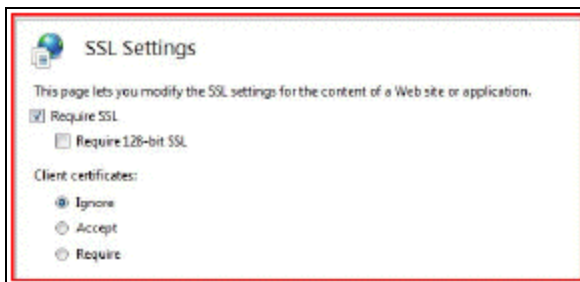 SSL Settings
This page lets you modify the SSL settings for the content of a Web site or application.
Require SSL
Require 128-bit SSL
Client certificates:
Ignore
Accept
Require